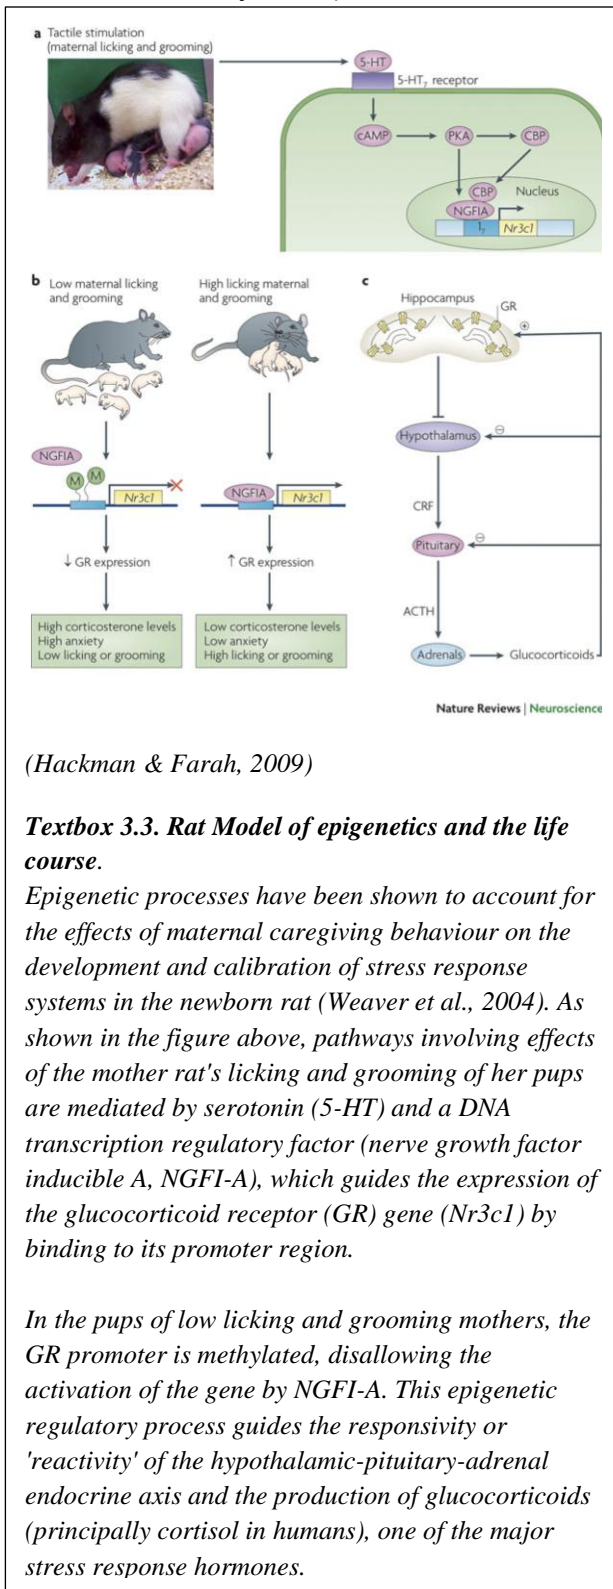 a Tactile stimulation
(maternal licking and grooming)
5-HT
5-HT₇ receptor
cAMP
PKA
CBP
CBP
Nucleus
NGFIA
1₇
Nr3c1
b Low maternal licking
and grooming
High licking maternal
and grooming
NGFIA
M
M
Nr3c1
NGFIA
Nr3c1
↓ GR expression
↑ GR expression
High corticosterone levels
High anxiety
Low licking or grooming
Low corticosterone levels
Low anxiety
High licking or grooming
c
Hippocampus
GR
⊕
Hypothalamus
⊖
CRF
Pituitary
⊖
ACTH
Adrenals
Glucocorticoids
Nature Reviews | Neuroscience
(Hackman & Farah, 2009)
Textbox 3.3. Rat Model of epigenetics and the life
course.
Epigenetic processes have been shown to account for
the effects of maternal caregiving behaviour on the
development and calibration of stress response
systems in the newborn rat (Weaver et al., 2004). As
shown in the figure above, pathways involving effects
of the mother rat's licking and grooming of her pups
are mediated by serotonin (5-HT) and a DNA
transcription regulatory factor (nerve growth factor
inducible A, NGFI-A), which guides the expression of
the glucocorticoid receptor (GR) gene (Nr3c1) by
binding to its promoter region.
In the pups of low licking and grooming mothers, the
GR promoter is methylated, disallowing the
activation of the gene by NGFI-A. This epigenetic
regulatory process guides the responsivity or
'reactivity' of the hypothalamic-pituitary-adrenal
endocrine axis and the production of glucocorticoids
(principally cortisol in humans), one of the major
stress response hormones.